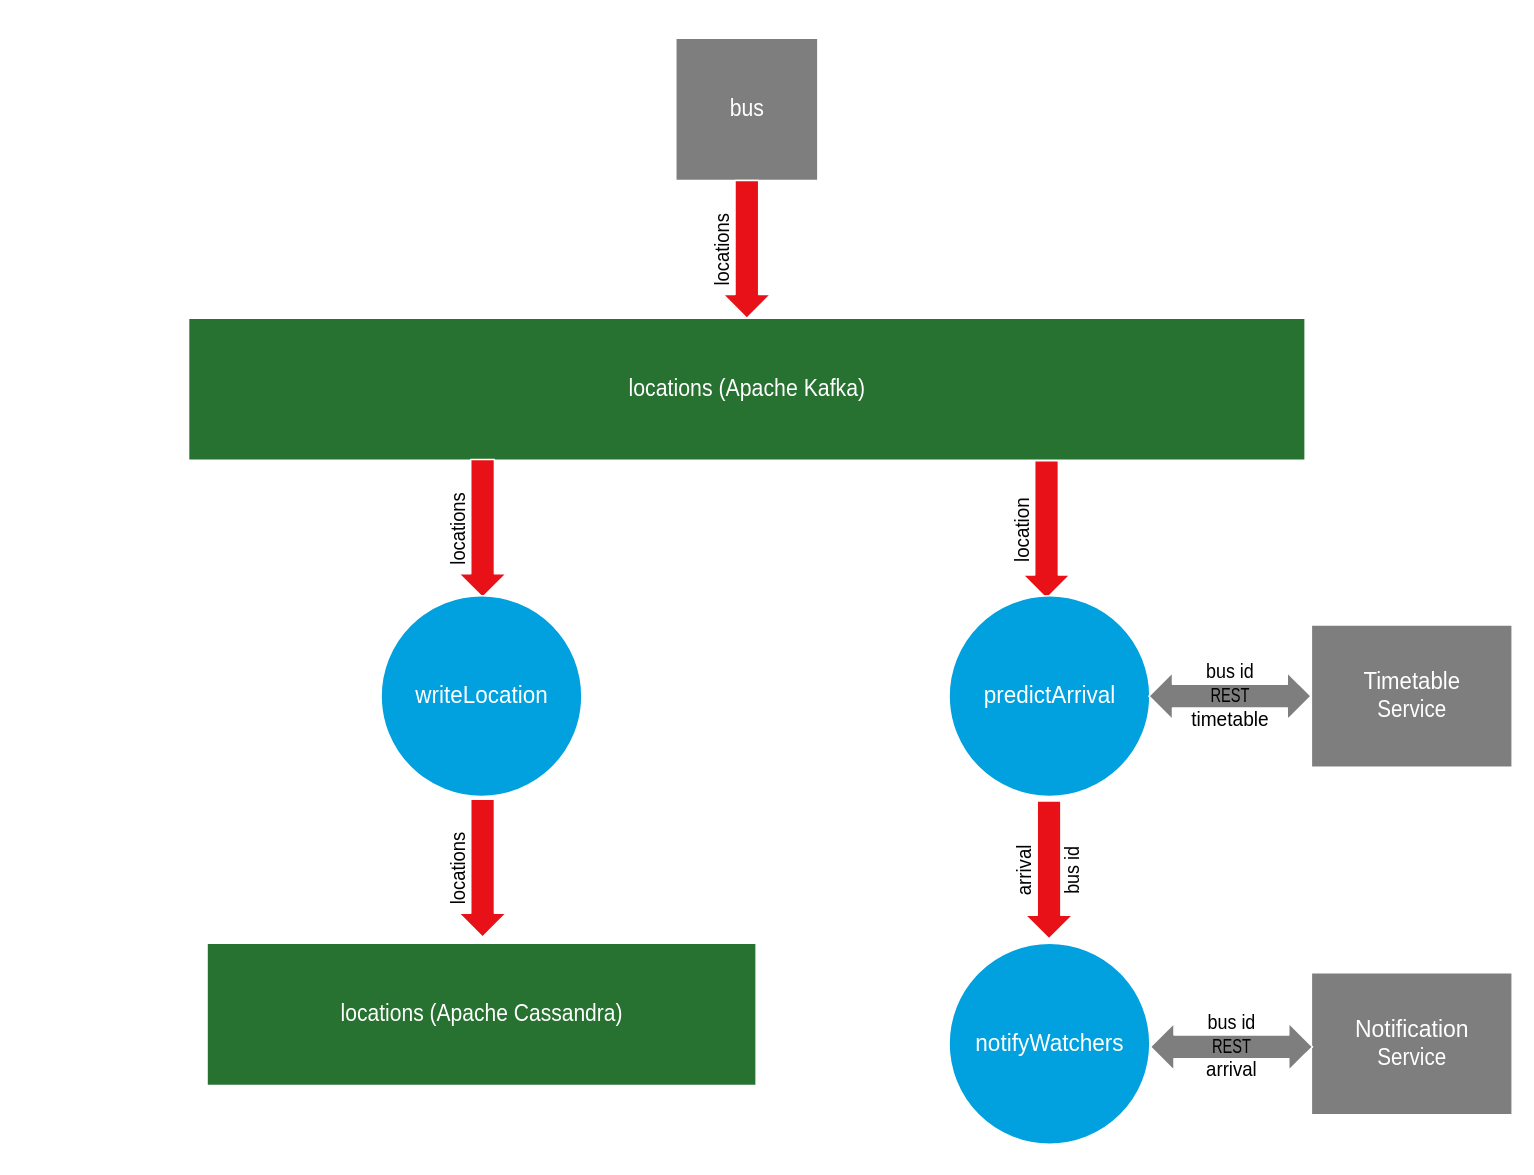 bus
locations
locations (Apache Kafka)
locations
location
writeLocation
predictArrival
bus id
REST
timetable
Timetable
Service
locations
arrival
bus id
locations (Apache Cassandra)
notifyWatchers
bus id
REST
arrival
Notification
Service